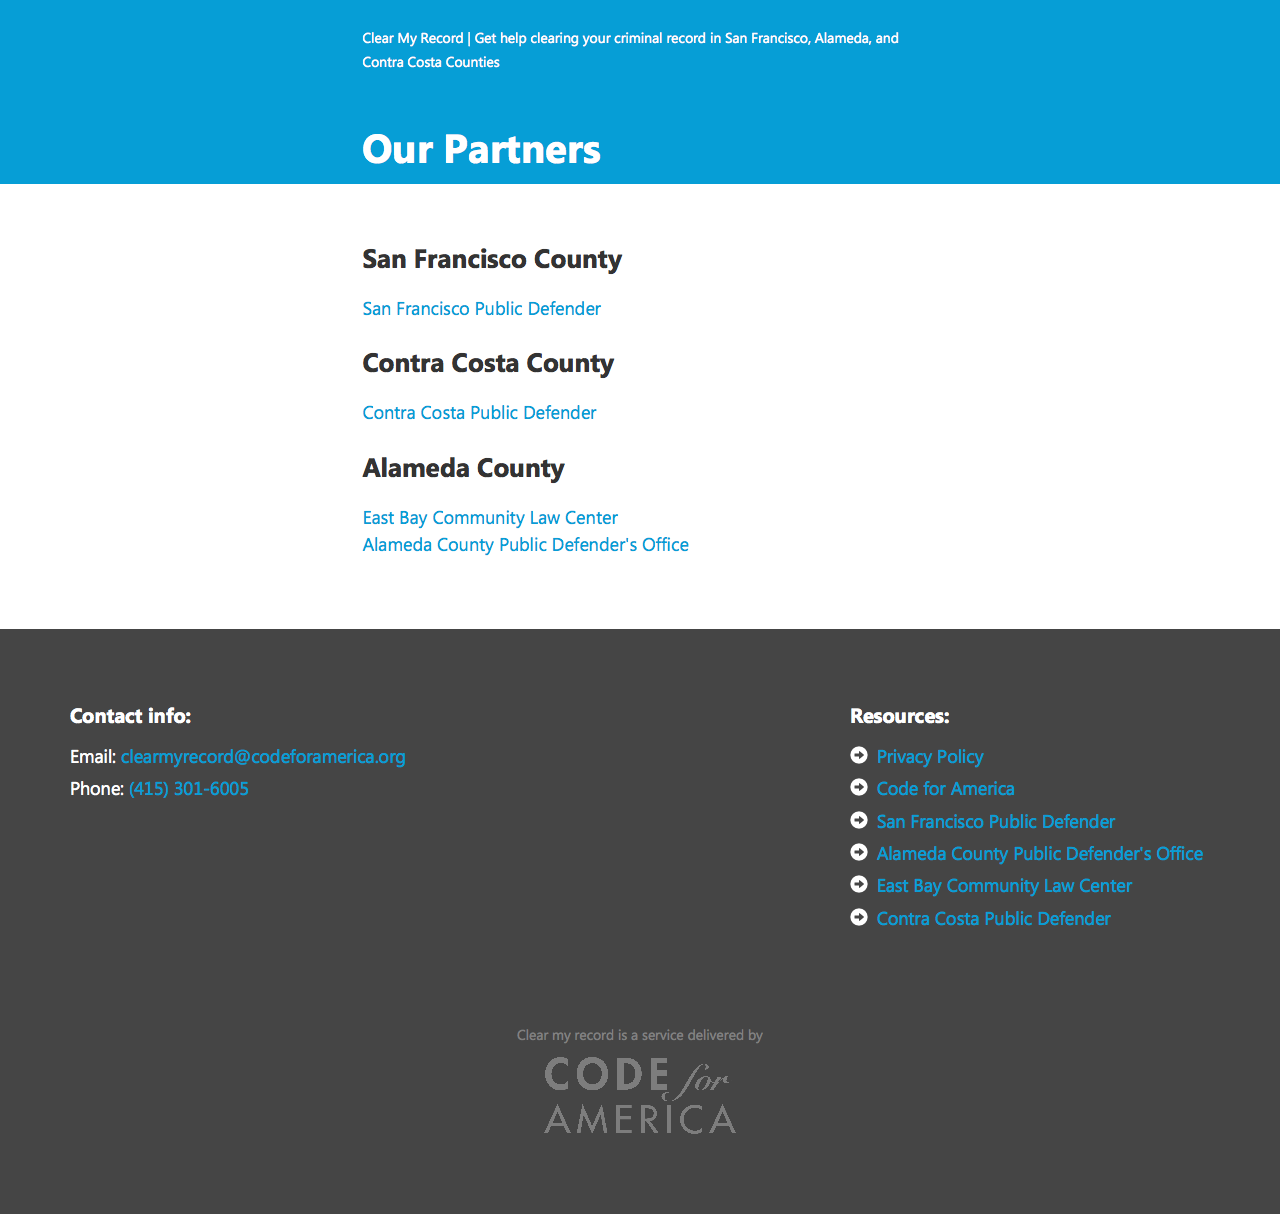 Clear My Record | Get help clearing your criminal record in San Francisco, Alameda, and
Contra Costa Counties
Our Partners
San Francisco County
San Francisco Public Defender
Contra Costa County
Contra Costa Public Defender
Alameda County
East Bay Community Law Center
Alameda County Public Defender's Office
Contact info:
Email: clearmyrecord@codeforamerica.org
Phone: (415) 301-6005
Resources:
Privacy Policy
Code for America
San Francisco Public Defender
Alameda County Public Defender's Office
East Bay Community Law Center
Contra Costa Public Defender
Clear my record is a service delivered by
CODE for
AMERICA